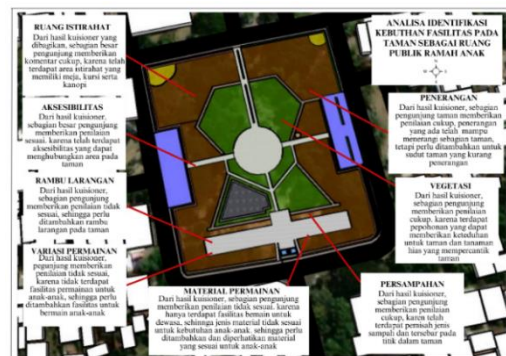 RUANG ISTIRAHAT
Dari hasil kuisioner yang
dibagikan, sebagian besar
pengunjung memberikan
komentar cukup, karena telah
terdapat area istirahat yang
memiliki meja, kursi serta
kanopi
AKSESIBILITAS
Dari hasil kuisioner,
sebagian besar pengunjung
memberikan penilaian
sesuai, karena telah terdapat
aksesibilitas yang dapat
menghubungkan area pada
taman
RAMBU LARANGAN
Dari hasil kuisioner,
sebagian pengunjung
memberikan penilaian tidak
sesuai, sehingga perlu
ditambahkan rambu
larangan pada taman
VARIASI PERMAINAN
Dari hasil kuisioner,
pegunjung memberikan
penilaian tidak sesuai,
karena tidak terdapat
fasilitas permainan untuk
anak-anak, sehingga perlu
ditambahkan fasilitas untuk
bermain anak-anak
MATERIAL PERMAINAN
Dari hasil kuisioner, sebagian pengunjung
memberikan penilaian tidak sesuai, karena
hanya terdapat fasilitas bemain untuk
dewasa, sehinnga jenis material tidak sesuai
untuk kebutuhan anak-anak. sehingga perlu
ditambahkan dan diperhatikan material
yang sesuai untuk anak-anak
ANALISA IDENTIFIKASI
KEBUTUHAN FASILITAS PADA
TAMAN SEBAGAI RUANG
PUBLIK RAMAH ANAK
PENERANGAN
Dari hasil kuisioner, sebagian
pengunjung taman memberikan
penilaian cukup, penerangan
yang ada telah mampu
menerangi sebagian taman,
tetapi perlu ditambahkan untuk
sudut taman yang kurang
penerangan
VEGETASI
Dari hasil kuisioner,
sebagian pengunjung
memberikan penilaian
cukup, karena terdapat
pepohonan yang dapat
memberikan keteduhan
untuk taman dan tanaman
hias yang mempercantik
taman
PERSAMPAHAN
Dari hasil kuisioner,
sebagian pengunjung
memberikan penilaian
cukup, karen telah
terdapat pemisah jenis
sampah dan tersebar pada
titik dalam taman